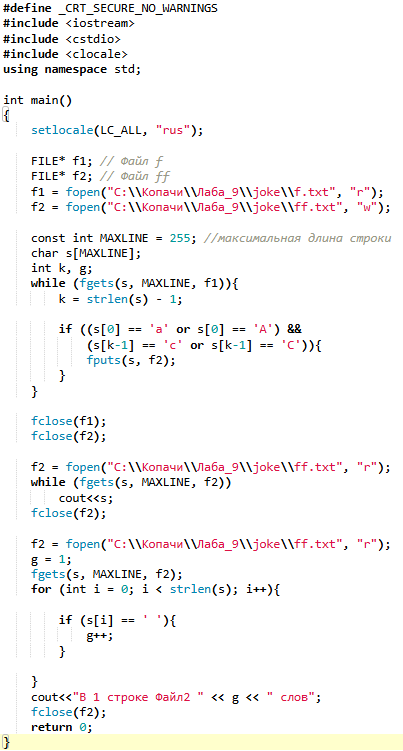 #define _CRT_SECURE_NO_WARNINGS
#include <iostream>
#include <cstdio>
#include <clocale>
using namespace std;

int main()
{
    setlocale(LC_ALL, "rus");

    FILE* f1; // Файл f
    FILE* f2; // Файл ff
    f1 = fopen("C:\\Копачи\\Лаба_9\\joke\\f.txt", "r");
    f2 = fopen("C:\\Копачи\\Лаба_9\\joke\\ff.txt", "w");

    const int MAXLINE = 255; //максимальная длина строки
    char s[MAXLINE];
    int k, g;
    while (fgets(s, MAXLINE, f1)){
        k = strlen(s) - 1;

        if ((s[0] == 'a' or s[0] == 'A') &&
            (s[k-1] == 'c' or s[k-1] == 'C')){
            fputs(s, f2);
        }
    }

    fclose(f1);
    fclose(f2);

    f2 = fopen("C:\\Копачи\\Лаба_9\\joke\\ff.txt", "r");
    while (fgets(s, MAXLINE, f2))
        cout<<s;
    fclose(f2);

    f2 = fopen("C:\\Копачи\\Лаба_9\\joke\\ff.txt", "r");
    g = 1;
    fgets(s, MAXLINE, f2);
    for (int i = 0; i < strlen(s); i++){

        if (s[i] == ' '){
            g++;
        }

    }
    cout<<"В 1 строке Файл2 " << g << " слов";
    fclose(f2);
    return 0;
}